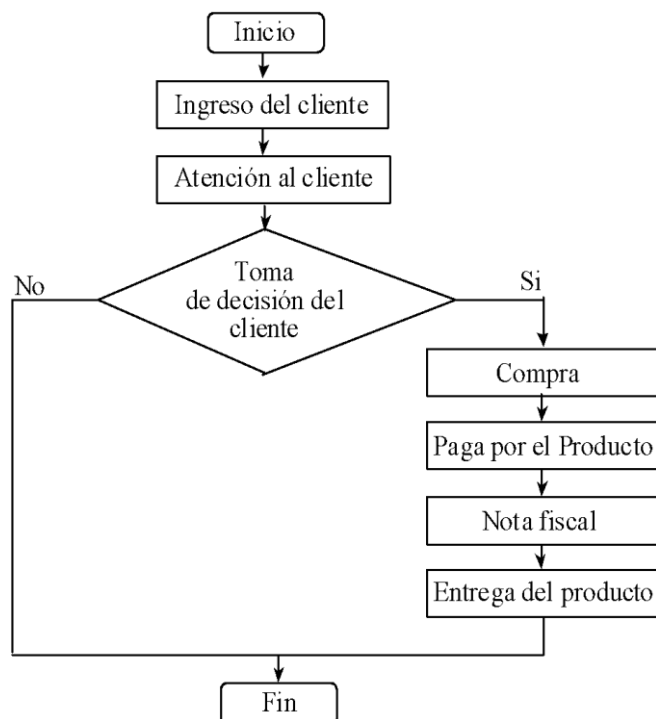 Inicio
Ingreso del cliente
Atención al cliente
Toma
de decisión del
cliente
No
Si
Compra
Paga por el Producto
Nota fiscal
Entrega del producto
Fin